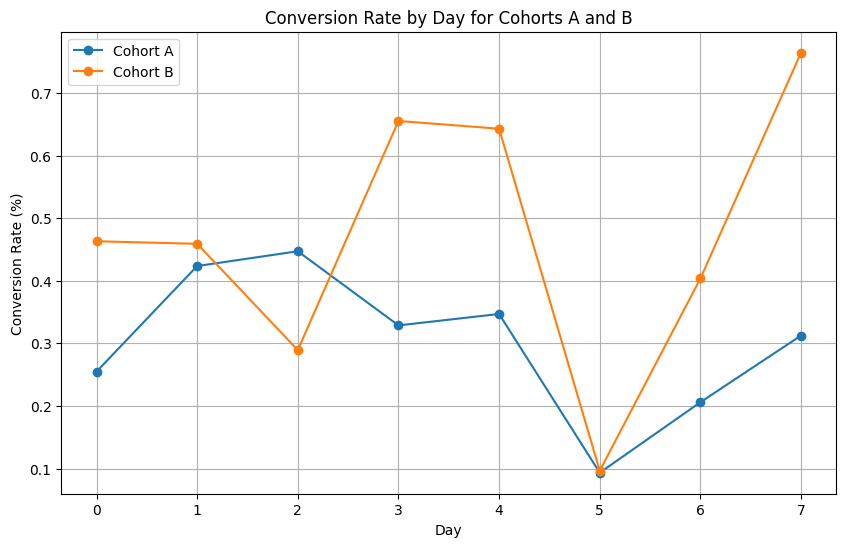 Conversion Rate by Day for Cohorts A and B
Cohort A
Cohort B
Conversion Rate (%)
0.7
0.6
0.5
0.4
0.3
0.2
0.1
0 1 2 3 4 5 6 7
Day